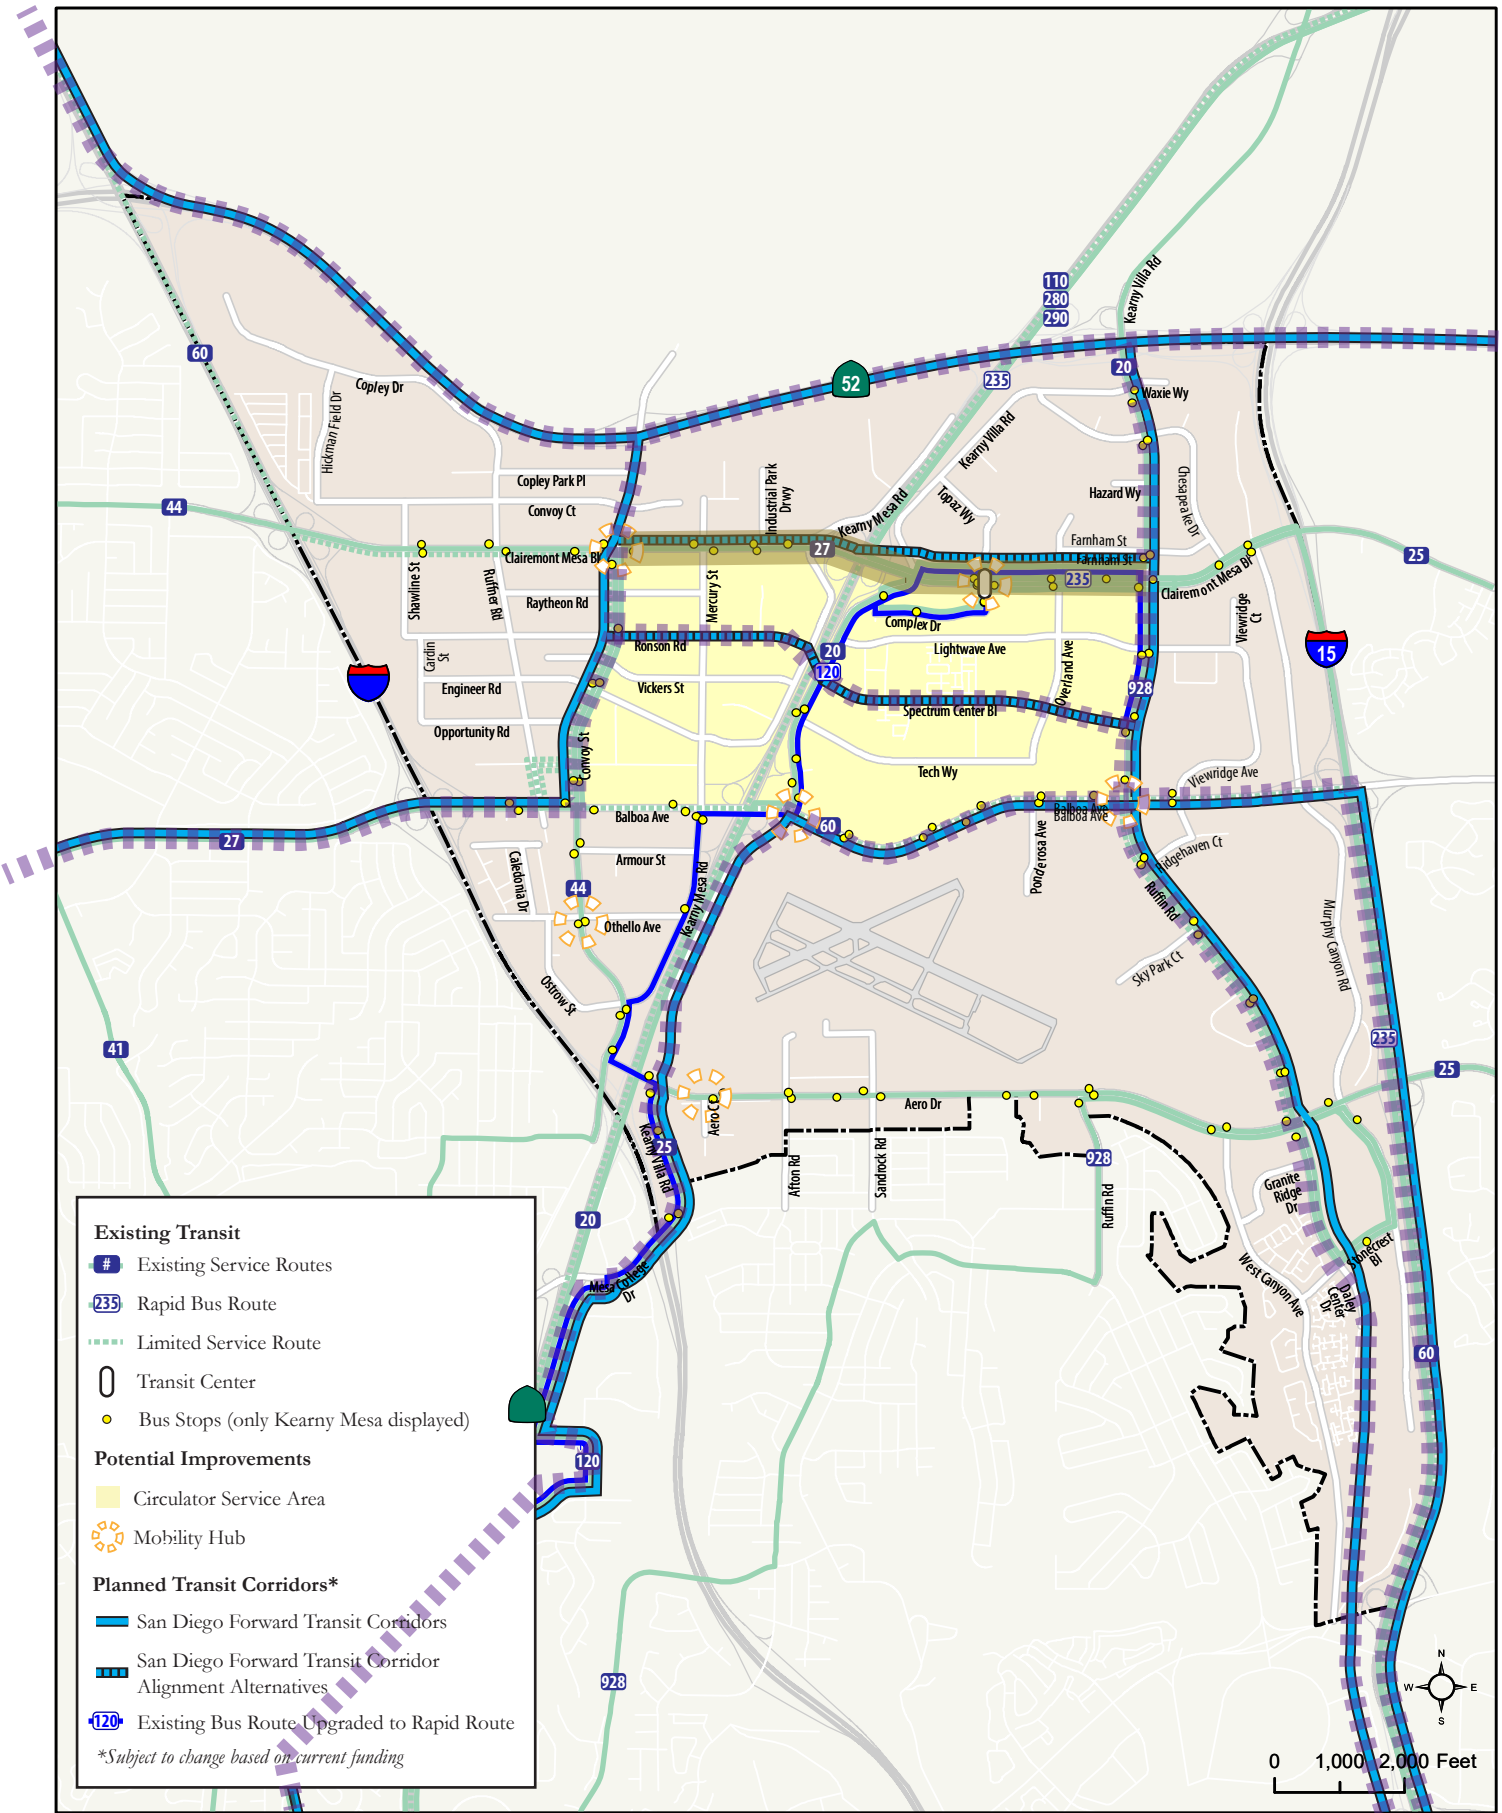 110
280
290
Kearny Villa Rd
60
52
235
20
Waxie Wy
Copley Dr
Hickman Field Dr
Kearny Villa Rd
Copley Park Pl
Industrial Park
Drwy
Chesapeake Dr
Hazard Wy
Topaz Wy
Kearny Mesa Rd
44
Convoy Ct
Farnham St
Farnham St
27
25
Clairemont Mesa Bl
235
Clairemont Mesa Bl
Shawline St
Ruffner Rd
Raytheon Rd
Mercury St
Complex Dr
Viewridge
Ct
Cardin
St
Ronson Rd
20
120
Lightwave Ave
15
Engineer Rd
Vickers St
Overland Ave
928
Spectrum Center Bl
Opportunity Rd
Convoy St
Tech Wy
Viewridge Ave
Balboa Ave
60
Balboa Ave
Balboa Ave
27
Caledonia Dr
Armour St
Ponderosa Ave
Ridgehaven Ct
44
Kearny Mesa Rd
Ruffin Rd
Othello Ave
Murphy Canyon Rd
Sky Park Ct
Ostrow St
41
235
25
Aero Ct
Aero Dr
Kearny Villa Rd
25
Afton Rd
Sandrock Rd
928
Ruffin Rd
Granite
Ridge
Dr
20
Stonecrest
Bl
West Canyon Ave
Daley
Center
Dr
Mesa College
Dr
60
120
928
Existing Transit
# Existing Service Routes
235 Rapid Bus Route
Limited Service Route
Transit Center
Bus Stops (only Kearny Mesa displayed)
Potential Improvements
Circulator Service Area
Mobility Hub
Planned Transit Corridors*
San Diego Forward Transit Corridors
San Diego Forward Transit Corridor
Alignment Alternatives
120 Existing Bus Route Upgraded to Rapid Route
*Subject to change based on current funding
N
W E
S
0 1,000 2,000 Feet